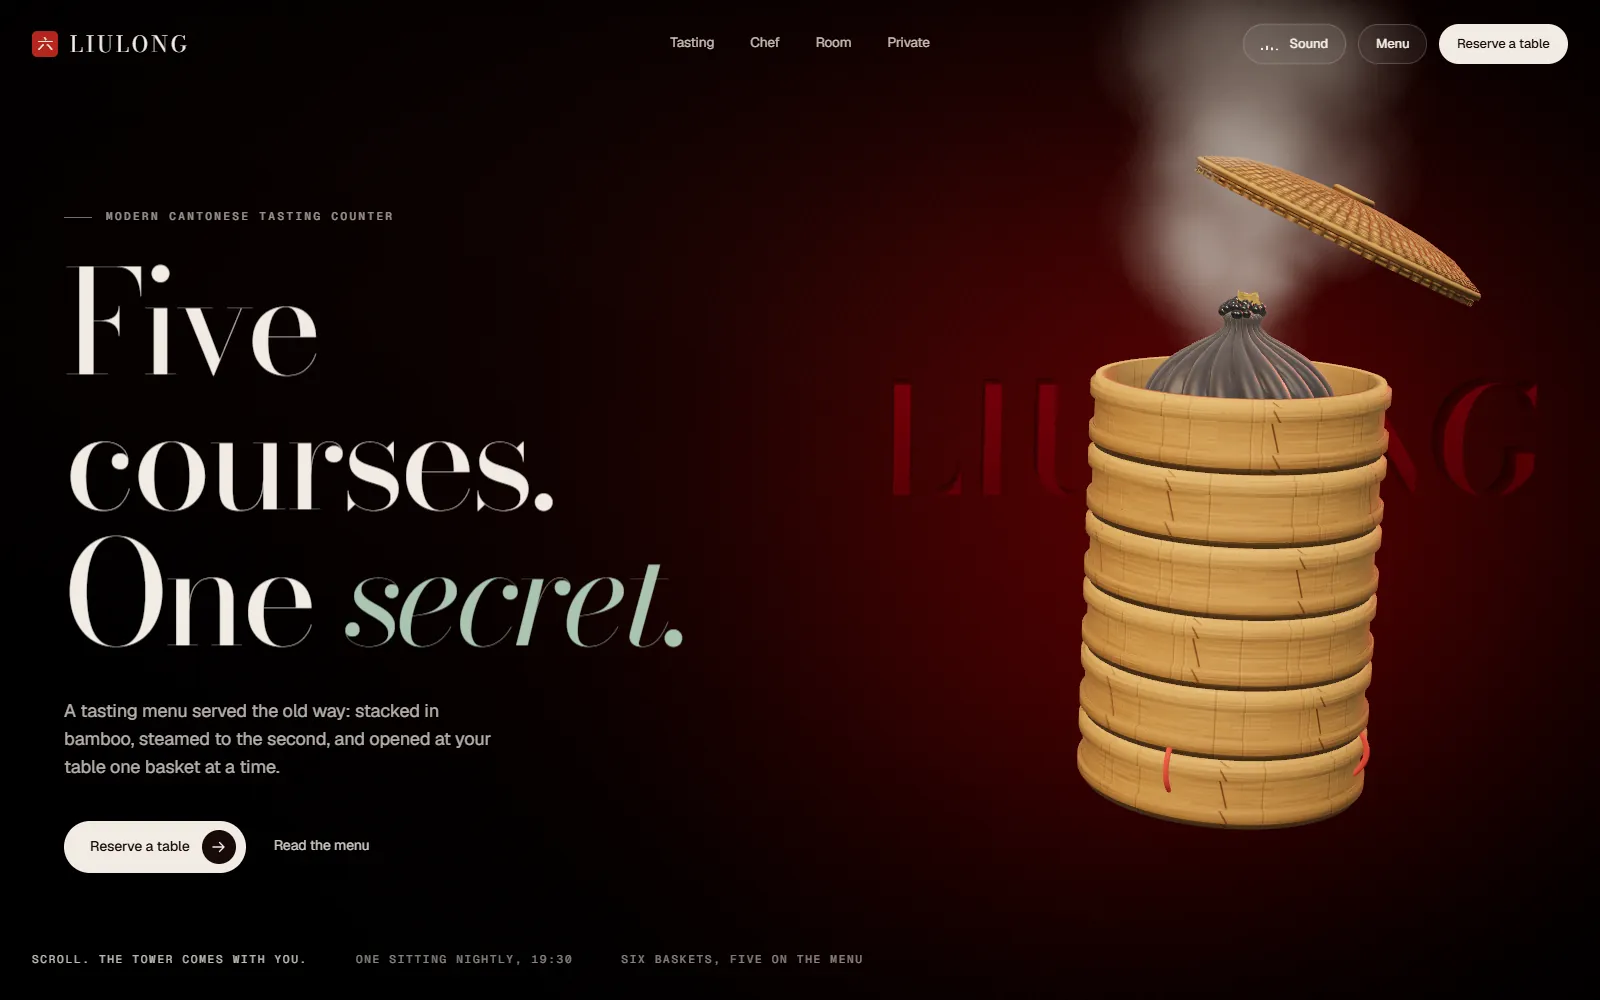 六 LIULONG
Tasting
Chef
Room
Private
Sound
Menu
Reserve a table
MODERN CANTONESE TASTING COUNTER
Five
courses.
One secret.
A tasting menu served the old way: stacked in
bamboo, steamed to the second, and opened at your
table one basket at a time.
Reserve a table
Read the menu
SCROLL. THE TOWER COMES WITH YOU.
ONE SITTING NIGHTLY, 19:30
SIX BASKETS, FIVE ON THE MENU